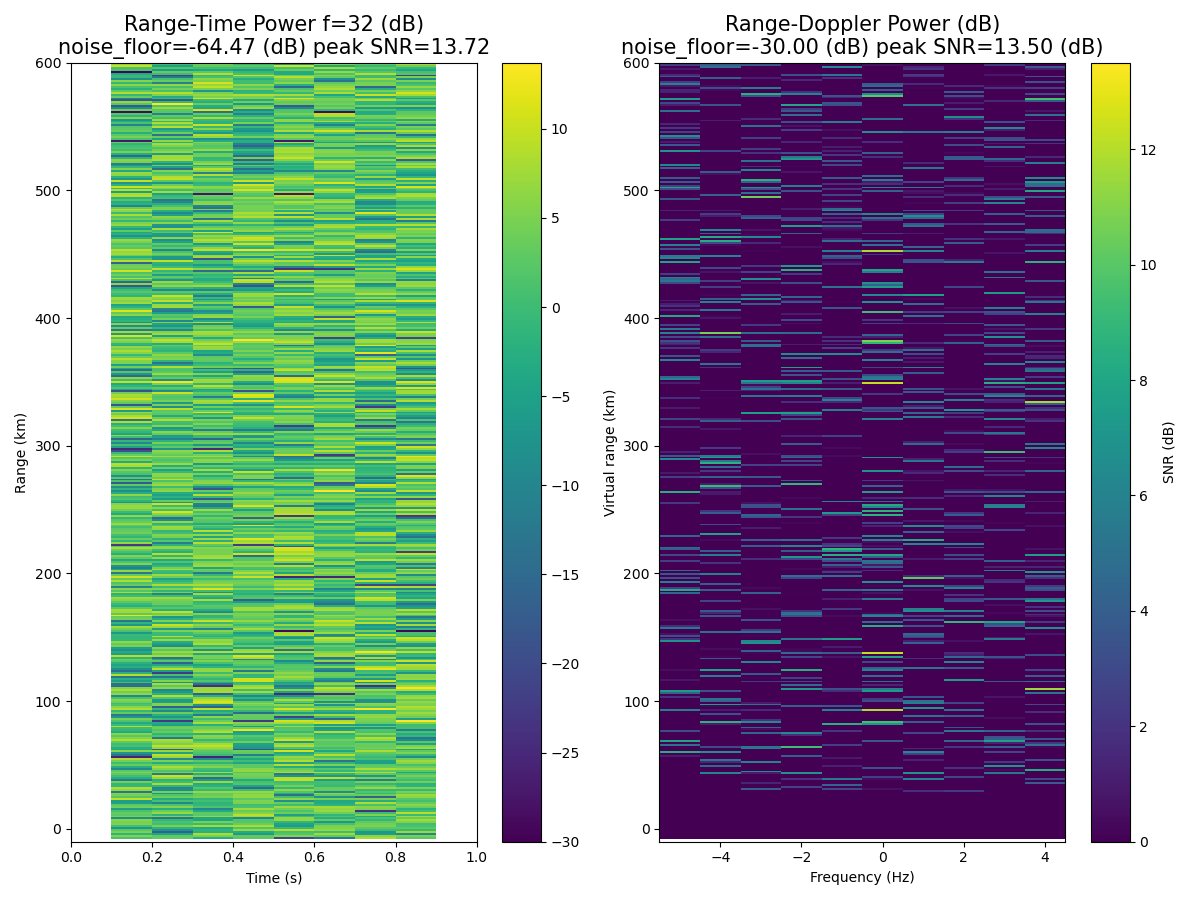 Range-Time Power f=32 (dB)
noise_floor=-64.47 (dB) peak SNR=13.72
Range-Doppler Power (dB)
noise_floor=-30.00 (dB) peak SNR=13.50 (dB)
600
500
400
300
200
100
0
Range (km)
0.0 0.2 0.4 0.6 0.8 1.0
Time (s)
10
5
0
−5
−10
−15
−20
−25
−30
600
500
400
300
200
100
0
Virtual range (km)
−4 −2 0 2 4
Frequency (Hz)
12
10
8
6
4
2
0
SNR (dB)